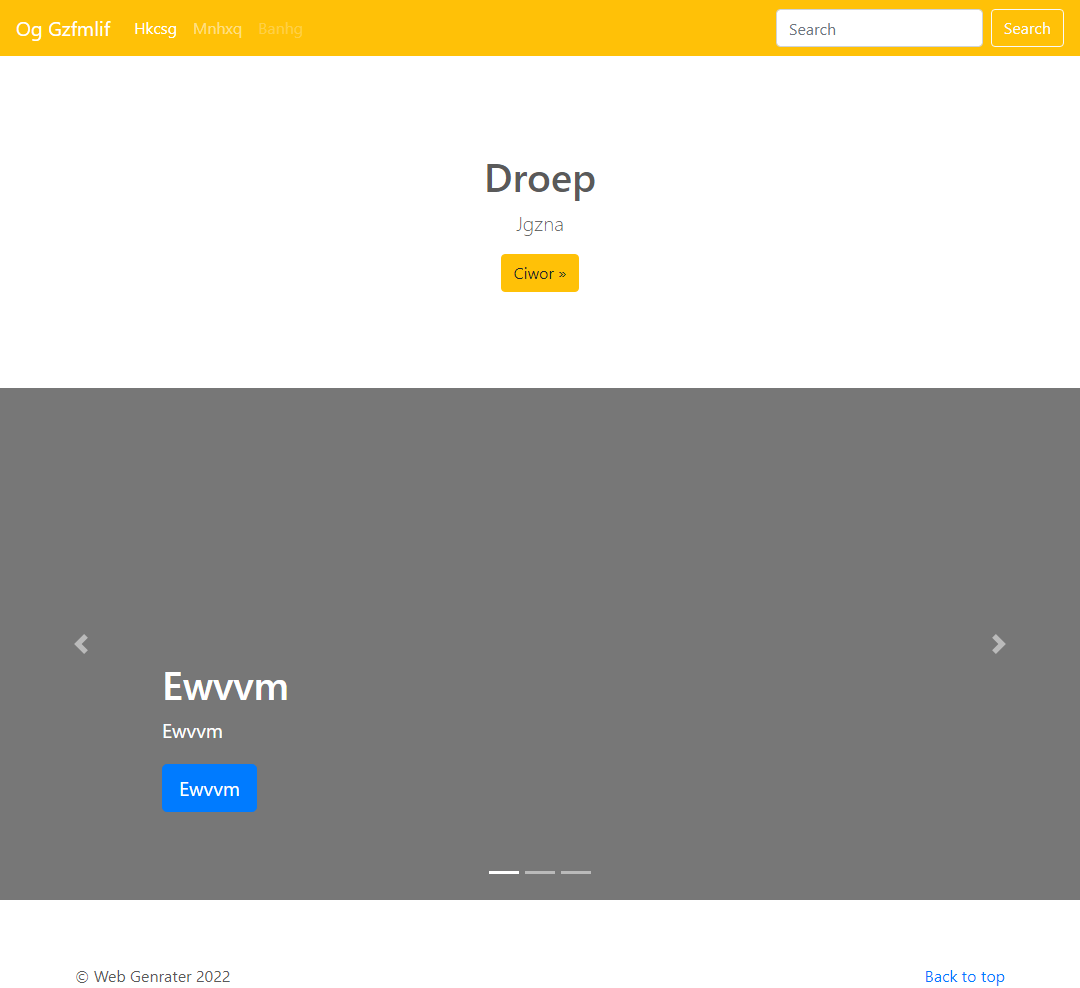 Og Gzfmlif Hkcsg Mnhxq Banhg Search Search
Droep
Jgzna
Ciwor »
Ewvvm
Ewvvm
Ewvvm
© Web Genrater 2022 Back to top